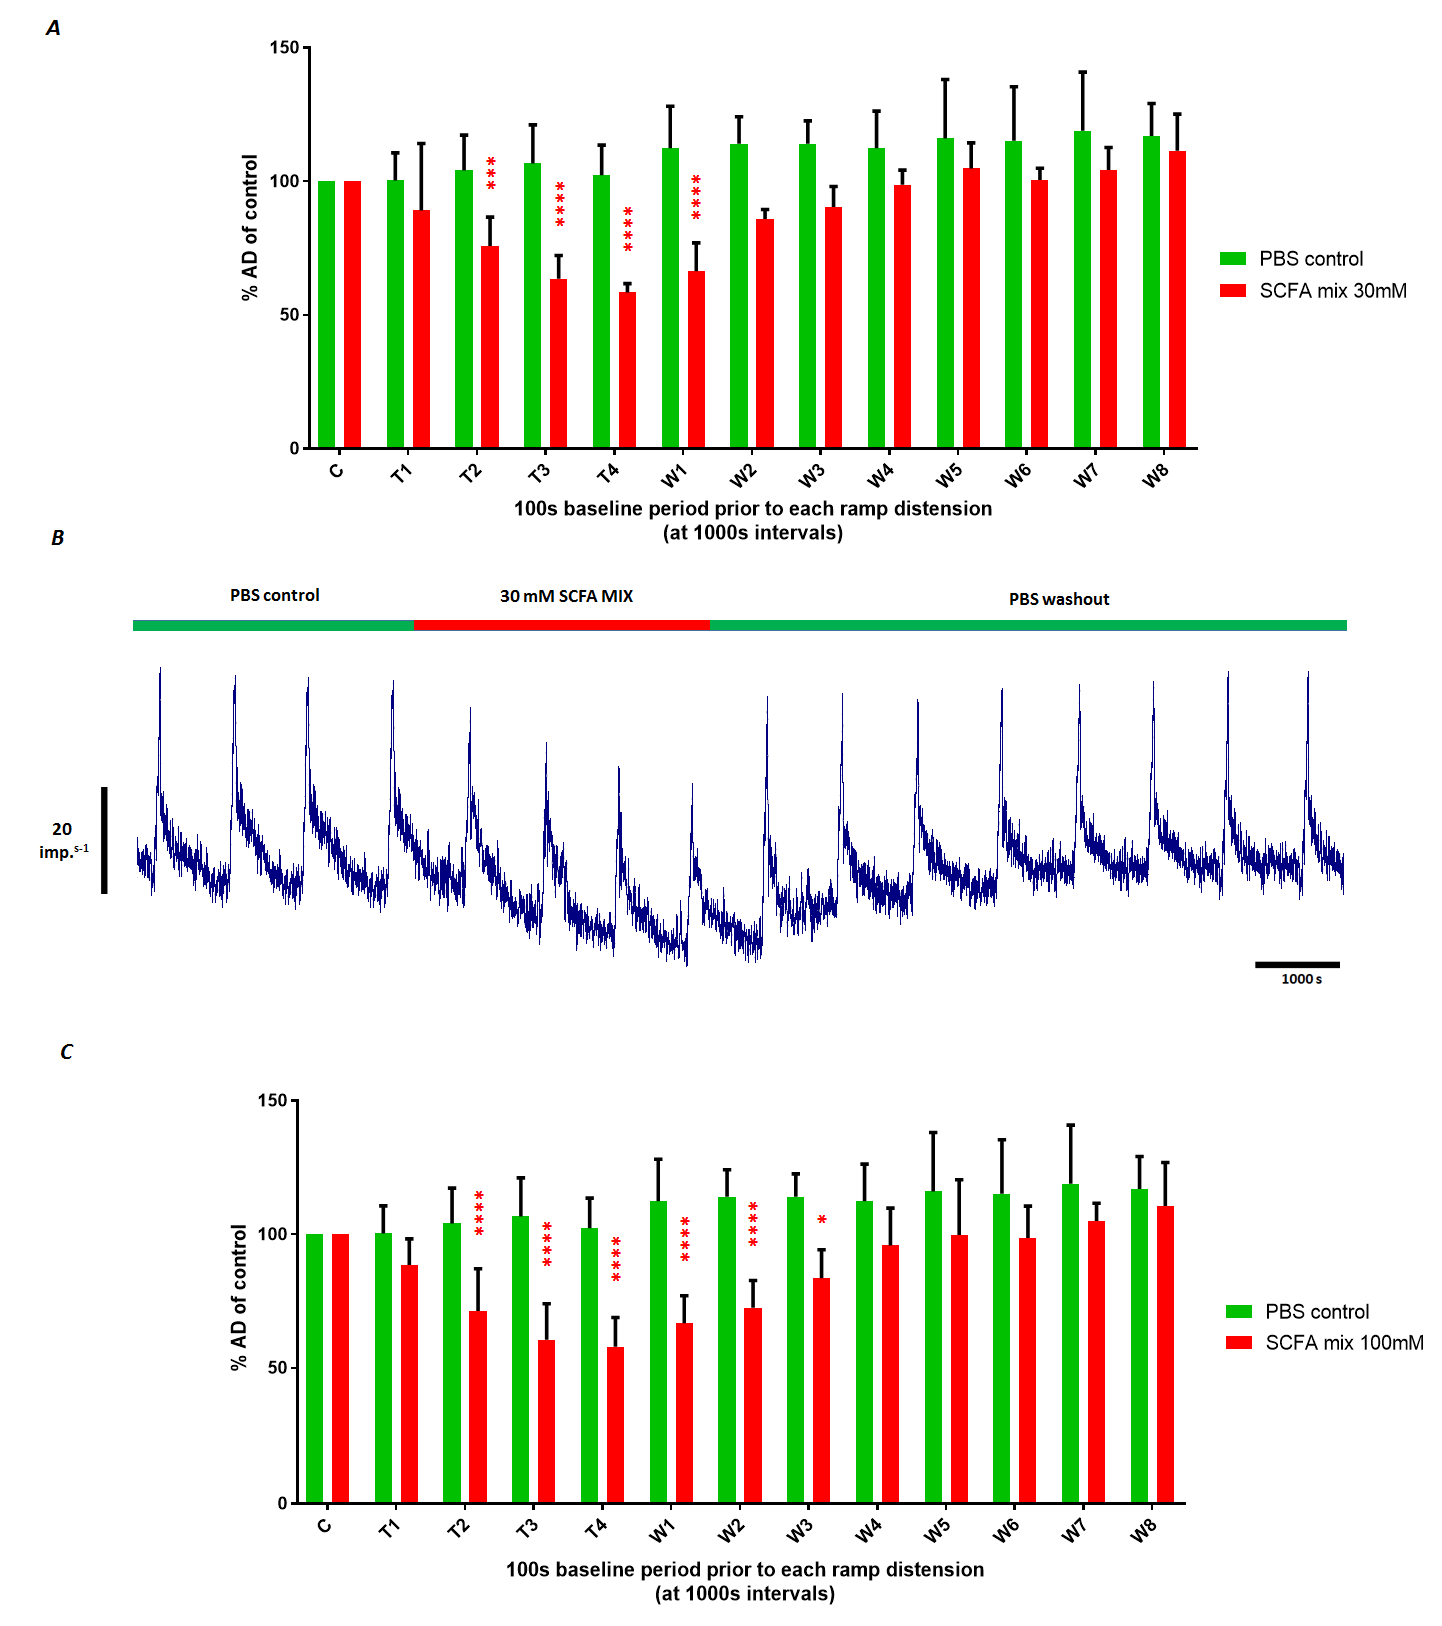 A
150
100
50
0
% AD of control
***
****
****
****
C T1 T2 T3 T4 W1 W2 W3 W4 W5 W6 W7 W8
100s baseline period prior to each ramp distension
(at 1000s intervals)
PBS control
SCFA mix 30mM
B
PBS control 30 mM SCFA MIX PBS washout
20
imp.s-1
1000 s
C
150
100
50
0
% AD of control
****
****
****
****
****
*
C T1 T2 T3 T4 W1 W2 W3 W4 W5 W6 W7 W8
100s baseline period prior to each ramp distension
(at 1000s intervals)
PBS control
SCFA mix 100mM